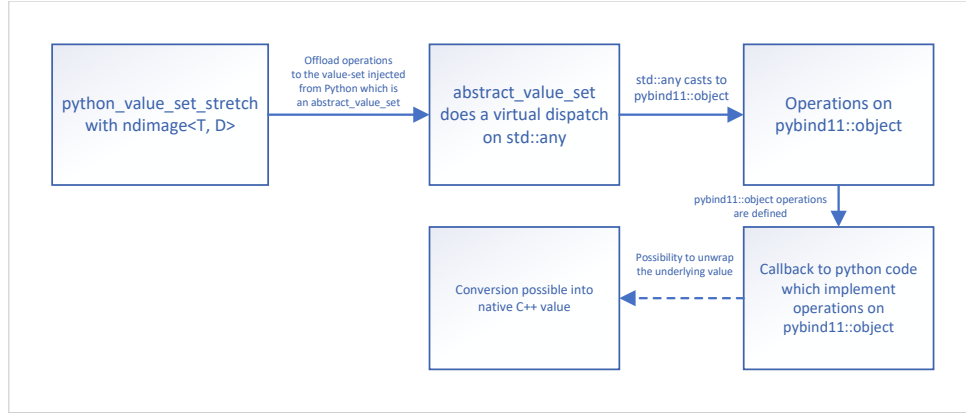 python_value_set_stretch
with ndimage<T, D>
Offload operations
to the value-set injected
from Python which is
an abstract_value_set
abstract_value_set
does a virtual dispatch
on std::any
std::any casts to
pybind11::object
Operations on
pybind11::object
pybind11::object operations
are defined
Callback to python code
which implement
operations on
pybind11::object
Possibility to unwrap
the underlying value
Conversion possible into
native C++ value